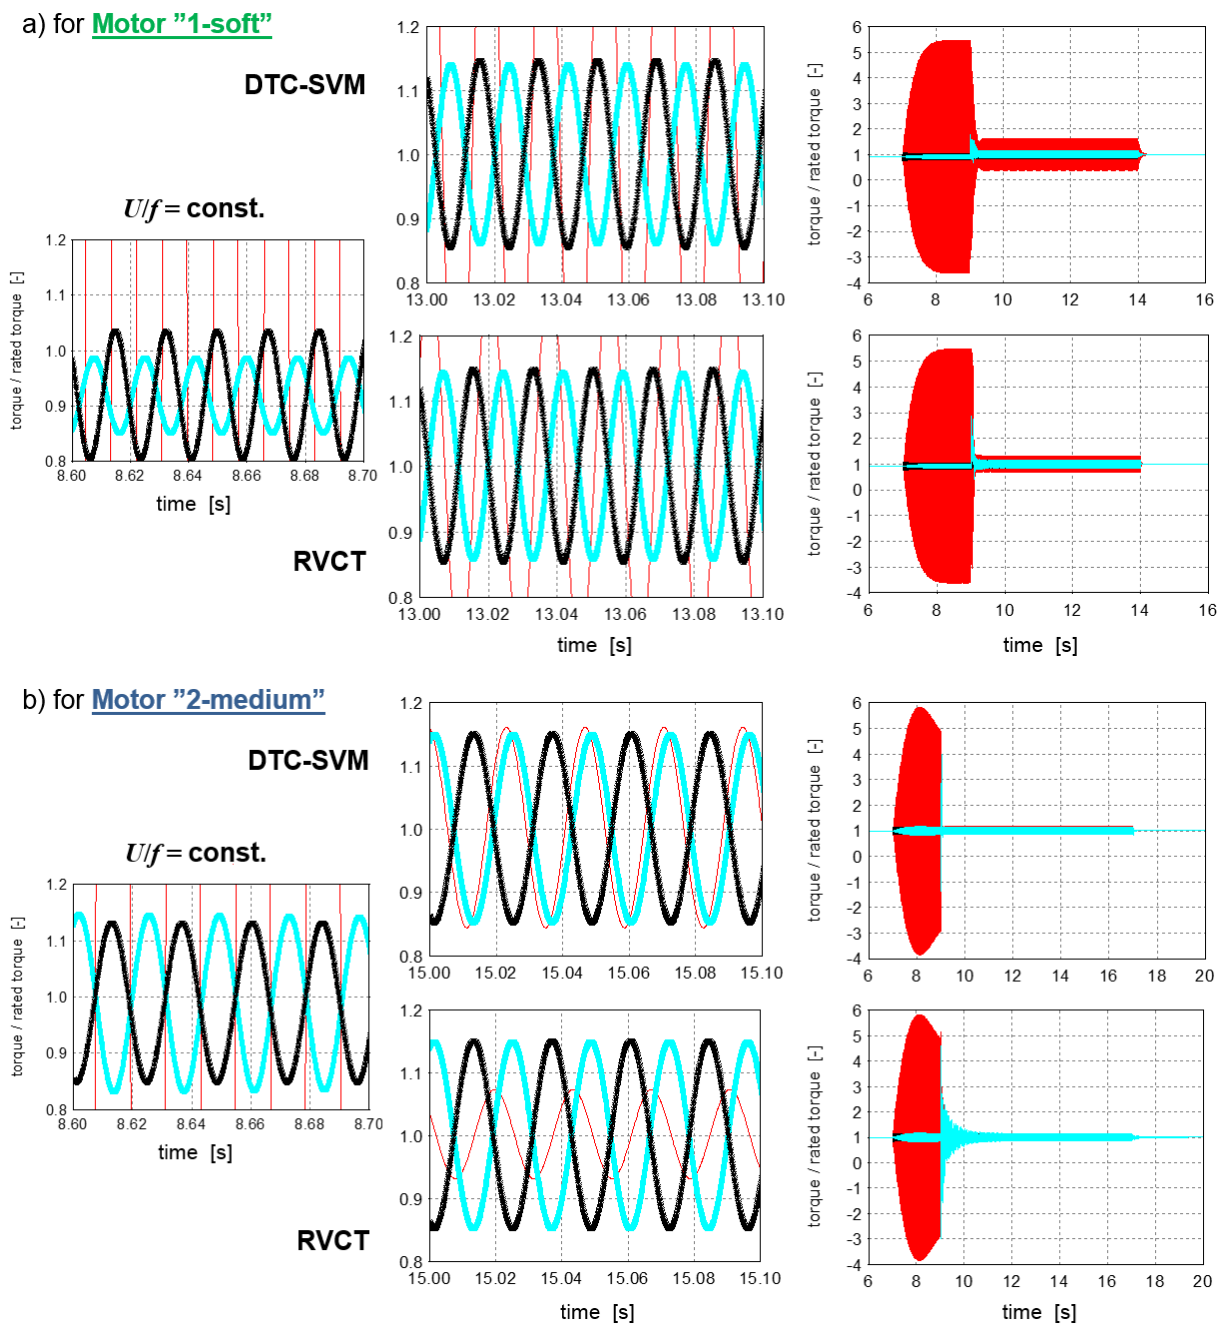 a) for Motor ”1-soft”
DTC-SVM
U/f = const.
torque / rated torque [-]
1.2
1.1
1.0
0.9
0.8
8.60 8.62 8.64 8.66 8.68 8.70
time [s]
RVCT
1.2
1.1
1.0
0.9
0.8
13.00 13.02 13.04 13.06 13.08 13.10
1.2
1.1
1.0
0.9
0.8
13.00 13.02 13.04 13.06 13.08 13.10
time [s]
torque / rated torque [-]
6
5
4
3
2
1
0
-1
-2
-3
-4
6 8 10 12 14 16
torque / rated torque [-]
6
5
4
3
2
1
0
-1
-2
-3
-4
6 8 10 12 14 16
time [s]
b) for Motor ”2-medium”
DTC-SVM
U/f = const.
torque / rated torque [-]
1.2
1.1
1.0
0.9
0.8
8.60 8.62 8.64 8.66 8.68 8.70
time [s]
RVCT
1.2
1.1
1.0
0.9
0.8
15.00 15.02 15.04 15.06 15.08 15.10
1.2
1.1
1.0
0.9
0.8
15.00 15.02 15.04 15.06 15.08 15.10
time [s]
torque / rated torque [-]
6
5
4
3
2
1
0
-1
-2
-3
-4
6 8 10 12 14 16 18 20
torque / rated torque [-]
6
5
4
3
2
1
0
-1
-2
-3
-4
6 8 10 12 14 16 18 20
time [s]